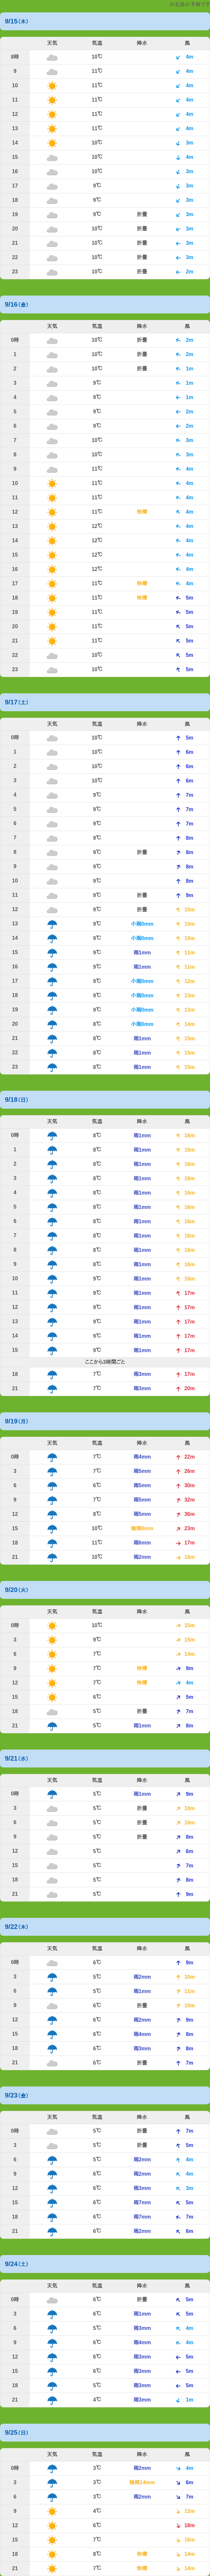 9/15(木)
天気 気温 降水 風
8時 10℃ 4m
9 11℃ 4m
10 11℃ 4m
11 11℃ 4m
12 11℃ 4m
13 11℃ 4m
14 10℃ 3m
15 10℃ 4m
16 10℃ 3m
17 9℃ 3m
18 9℃ 3m
19 9℃ 折畳 3m
20 10℃ 折畳 2m
21 10℃ 折畳 3m
22 10℃ 折畳 3m
23 10℃ 折畳 2m
9/16(金)
天気 気温 降水 風
0時 10℃ 折畳 2m
1 10℃ 折畳 2m
2 10℃ 折畳 1m
3 9℃ 1m
4 9℃ 1m
5 9℃ 2m
6 9℃ 2m
7 10℃ 3m
8 10℃ 3m
9 11℃ 4m
10 11℃ 4m
11 11℃ 4m
12 11℃ 快晴 4m
13 12℃ 4m
14 12℃ 4m
15 12℃ 4m
16 12℃ 4m
17 11℃ 快晴 4m
18 11℃ 快晴 5m
19 11℃ 5m
20 11℃ 5m
21 11℃ 5m
22 10℃ 5m
23 10℃ 5m
9/17(土)
天気 気温 降水 風
0時 10℃ 5m
1 10℃ 6m
2 10℃ 6m
3 10℃ 6m
4 9℃ 7m
5 9℃ 7m
6 9℃ 7m
7 9℃ 8m
8 9℃ 折畳 8m
9 9℃ 8m
10 9℃ 8m
11 9℃ 折畳 9m
12 9℃ 折畳 10m
13 9℃ 小雨0mm 10m
14 9℃ 小雨0mm 10m
15 9℃ 雨1mm 11m
16 9℃ 雨1mm 11m
17 9℃ 小雨0mm 12m
18 9℃ 小雨0mm 13m
19 9℃ 小雨0mm 13m
20 8℃ 小雨0mm 14m
21 8℃ 雨1mm 15m
22 8℃ 雨1mm 15m
23 8℃ 雨1mm 15m
9/18(日)
天気 気温 降水 風
0時 8℃ 雨1mm 16m
1 8℃ 雨1mm 16m
2 8℃ 雨1mm 16m
3 8℃ 雨1mm 16m
4 8℃ 雨1mm 16m
5 8℃ 雨1mm 16m
6 8℃ 雨1mm 16m
7 8℃ 雨1mm 16m
8 8℃ 雨1mm 16m
9 8℃ 雨1mm 16m
10 9℃ 雨1mm 16m
11 9℃ 雨1mm 17m
12 9℃ 雨1mm 17m
13 9℃ 雨1mm 17m
14 9℃ 雨1mm 17m
15 9℃ 雨1mm 17m
ここから3時間ごと
18 7℃ 雨3mm 17m
21 7℃ 雨3mm 20m
9/19(月)
天気 気温 降水 風
0時 7℃ 雨4mm 22m
3 7℃ 雨5mm 26m
6 6℃ 雨5mm 30m
9 7℃ 雨5mm 32m
12 8℃ 雨5mm 36m
15 10℃ 強雨8mm 23m
18 11℃ 雨6mm 17m
21 10℃ 雨2mm 16m
9/20(火)
天気 気温 降水 風
0時 10℃ 15m
3 9℃ 15m
6 7℃ 14m
9 7℃ 快晴 9m
12 7℃ 快晴 4m
15 6℃ 5m
18 5℃ 折畳 7m
21 5℃ 雨1mm 8m
9/21(水)
天気 気温 降水 風
0時 5℃ 雨1mm 9m
3 5℃ 折畳 10m
6 5℃ 折畳 10m
9 5℃ 折畳 8m
12 5℃ 6m
15 5℃ 7m
18 5℃ 8m
21 5℃ 9m
9/22(木)
天気 気温 降水 風
0時 6℃ 9m
3 5℃ 雨2mm 10m
6 5℃ 雨1mm 11m
9 6℃ 折畳 10m
12 6℃ 雨2mm 9m
15 6℃ 雨4mm 8m
18 6℃ 雨3mm 8m
21 6℃ 折畳 7m
9/23(金)
天気 気温 降水 風
0時 5℃ 折畳 7m
3 5℃ 折畳 5m
6 5℃ 雨2mm 4m
9 6℃ 雨2mm 4m
12 6℃ 雨3mm 3m
15 6℃ 雨7mm 5m
18 6℃ 雨7mm 7m
21 6℃ 雨2mm 6m
9/24(土)
天気 気温 降水 風
0時 6℃ 折畳 5m
3 6℃ 雨1mm 5m
6 5℃ 雨3mm 4m
9 6℃ 雨4mm 4m
12 6℃ 雨3mm 5m
15 6℃ 雨3mm 5m
18 5℃ 雨3mm 5m
21 4℃ 雨3mm 1m
9/25(日)
天気 気温 降水 風
0時 3℃ 雨2mm 4m
3 3℃ 強雨14mm 6m
6 3℃ 雨2mm 7m
9 4℃ 12m
12 6℃ 18m
15 7℃ 16m
18 8℃ 快晴 14m
21 7℃ 快晴 14m